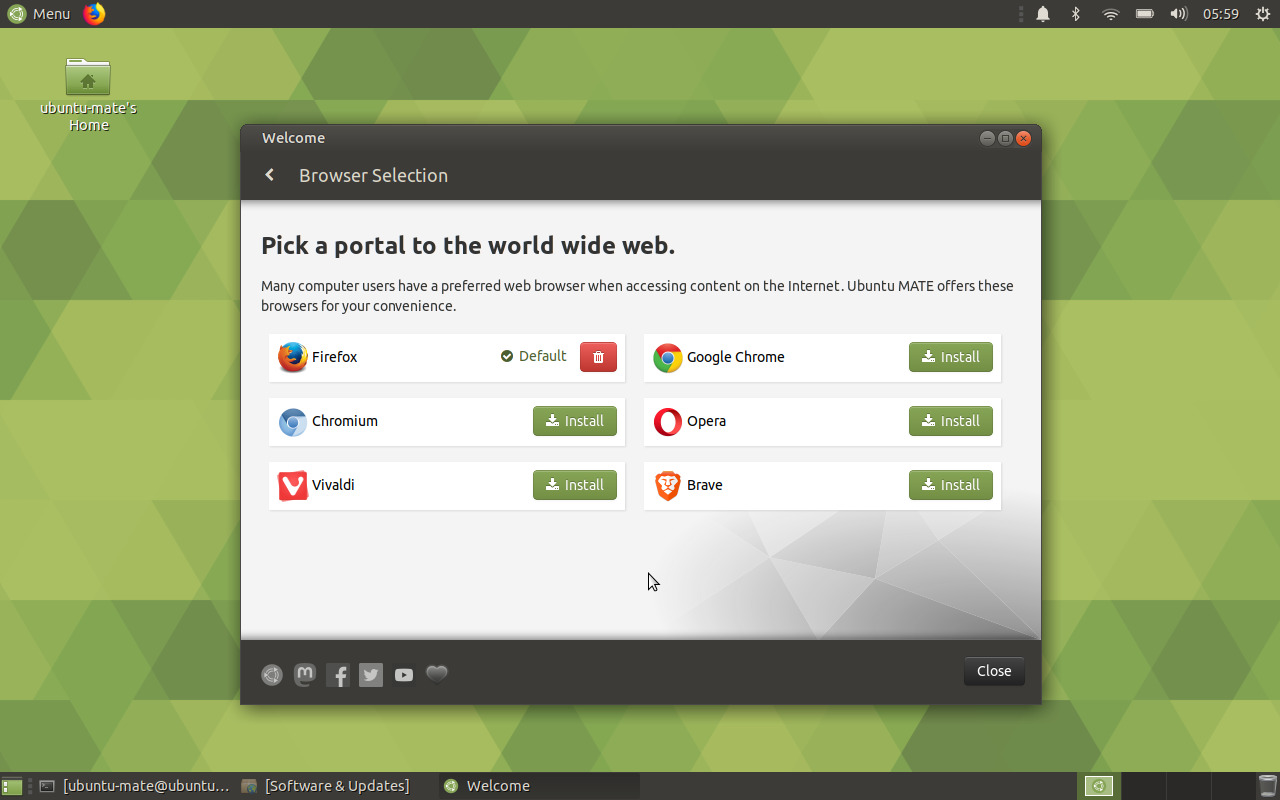 Menu
05:59
ubuntu-mate's
Home
Welcome
Browser Selection
Pick a portal to the world wide web.
Many computer users have a preferred web browser when accessing content on the Internet. Ubuntu MATE offers these
browsers for your convenience.
Firefox Default
Google Chrome Install
Chromium Install
Opera Install
Vivaldi Install
Brave Install
Close
[ubuntu-mate@ubuntu... [Software & Updates] Welcome